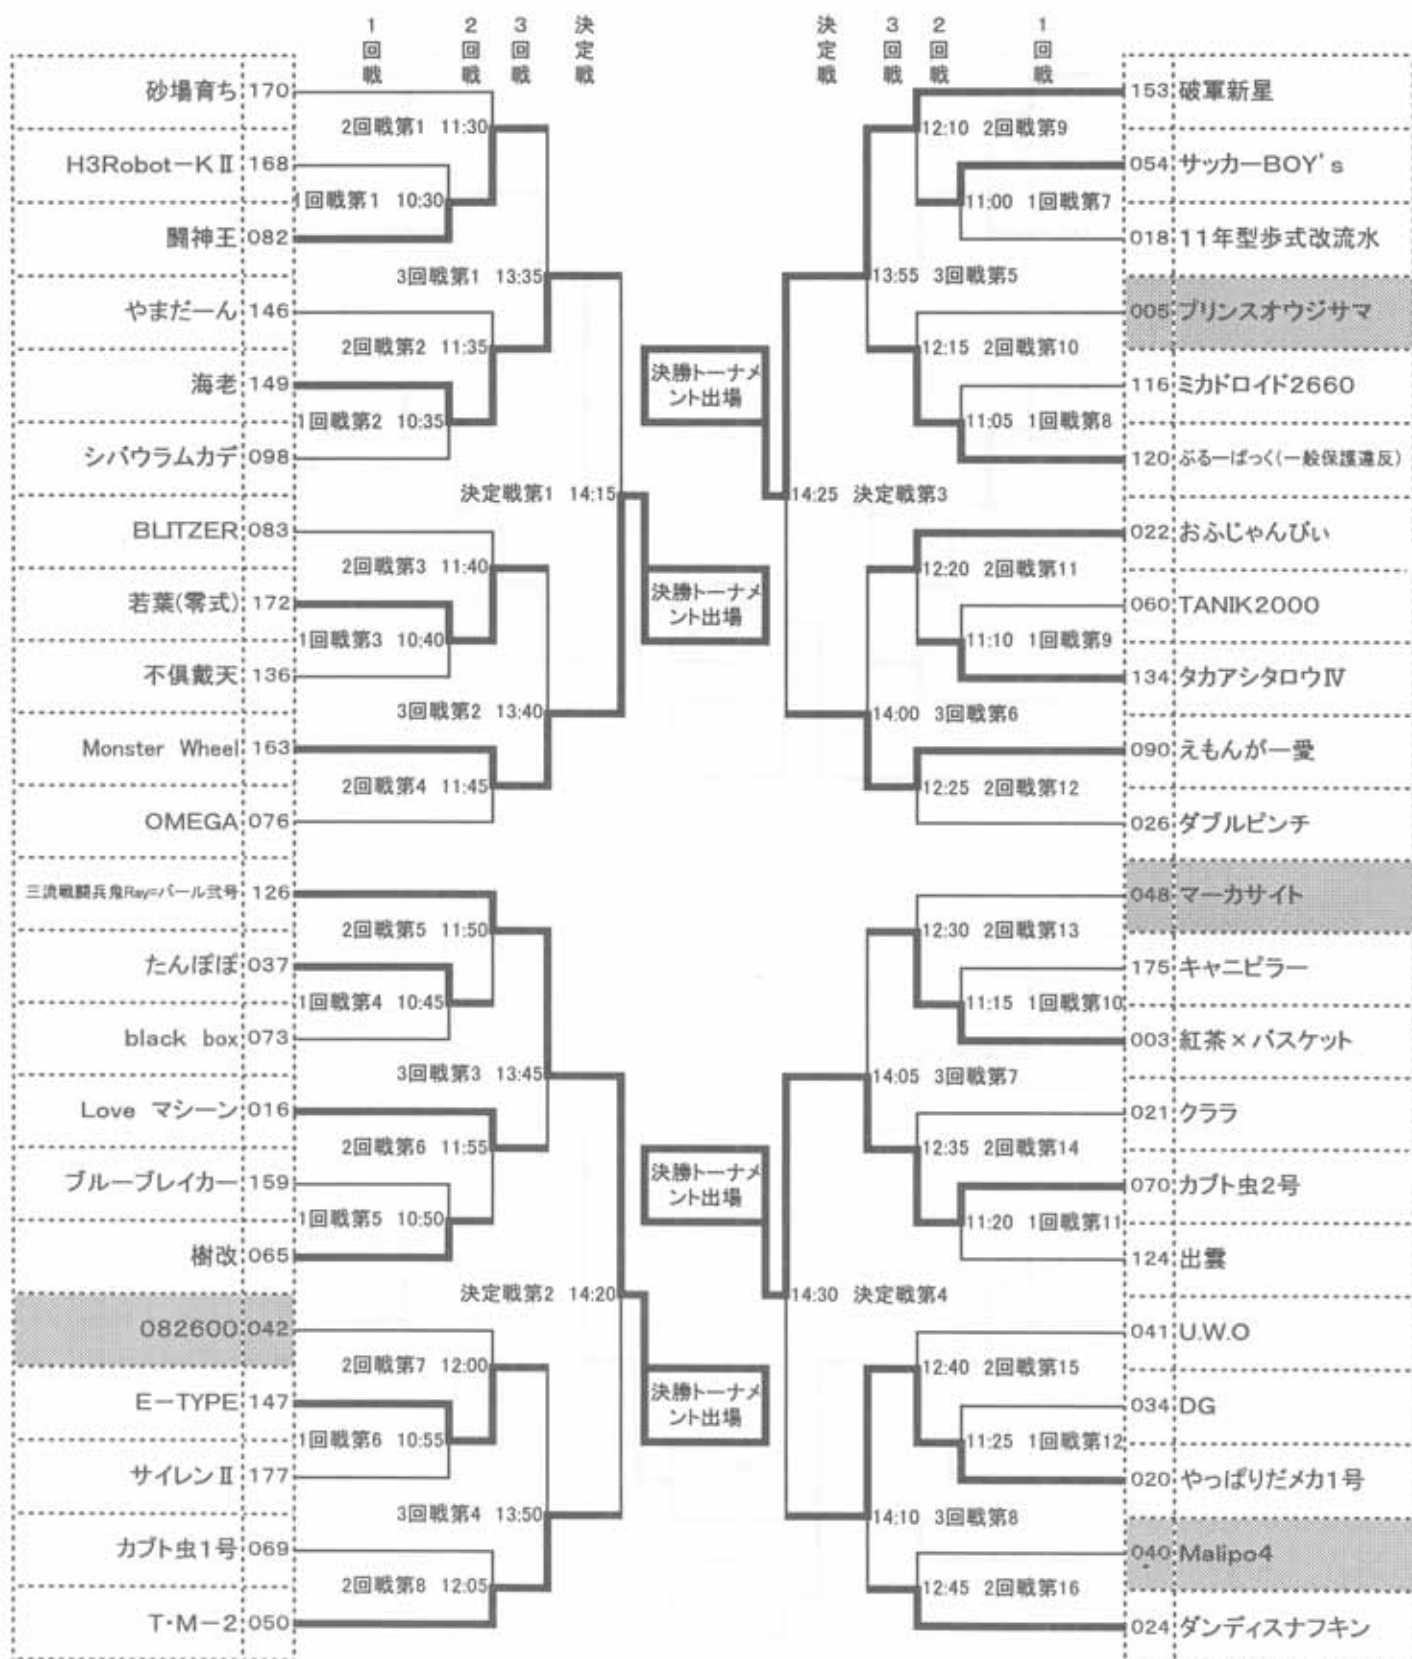 1回戦
2回戦
3回戦
決定戦
決定戦
3回戦
2回戦
1回戦
砂場育ち 170
2回戦第1 11:30
H3Robot－KⅡ 168
1回戦第1 10:30
闘神王 082
3回戦第1 13:35
やまだーん 146
2回戦第2 11:35
海老 149
1回戦第2 10:35
シバウラムカデ 098
決定戦第1 14:15
BLITZER 083
2回戦第3 11:40
若葉(零式) 172
1回戦第3 10:40
不倶戴天 136
3回戦第2 13:40
Monster Wheel 163
2回戦第4 11:45
OMEGA 076
三流戦闘兵鬼Ray=バール弐号 126
2回戦第5 11:50
たんぽぽ 037
1回戦第4 10:45
black box 073
3回戦第3 13:45
Love マシーン 016
2回戦第6 11:55
ブルーブレイカー 159
1回戦第5 10:50
樹改 065
決定戦第2 14:20
082600 042
2回戦第7 12:00
E－TYPE 147
1回戦第6 10:55
サイレンⅡ 177
3回戦第4 13:50
カブト虫1号 069
2回戦第8 12:05
T・M－2 050
決勝トーナメ
ント出場
決勝トーナメ
ント出場
決勝トーナメ
ント出場
決勝トーナメ
ント出場
153 破軍新星
12:10 2回戦第9
054 サッカーBOY's
11:00 1回戦第7
018 11年型歩式改流水
13:55 3回戦第5
005 プリンスオウジサマ
12:15 2回戦第10
116 ミカドロイド2660
11:05 1回戦第8
120 ぶるーばっく(一般保護違反)
14:25 決定戦第3
022 おふじゃんびぃ
12:20 2回戦第11
060 TANIK2000
11:10 1回戦第9
134 タカアシタロウⅣ
14:00 3回戦第6
090 えもんがー愛
12:25 2回戦第12
026 ダブルピンチ
048 マーカサイト
12:30 2回戦第13
175 キャニピラー
11:15 1回戦第10
003 紅茶×バスケット
14:05 3回戦第7
021 クララ
12:35 2回戦第14
070 カブト虫2号
11:20 1回戦第11
124 出雲
14:30 決定戦第4
041 U.W.O
12:40 2回戦第15
034 DG
11:25 1回戦第12
020 やっぱりだメカ1号
14:10 3回戦第8
040 Malipo4
12:45 2回戦第16
024 ダンディスナフキン